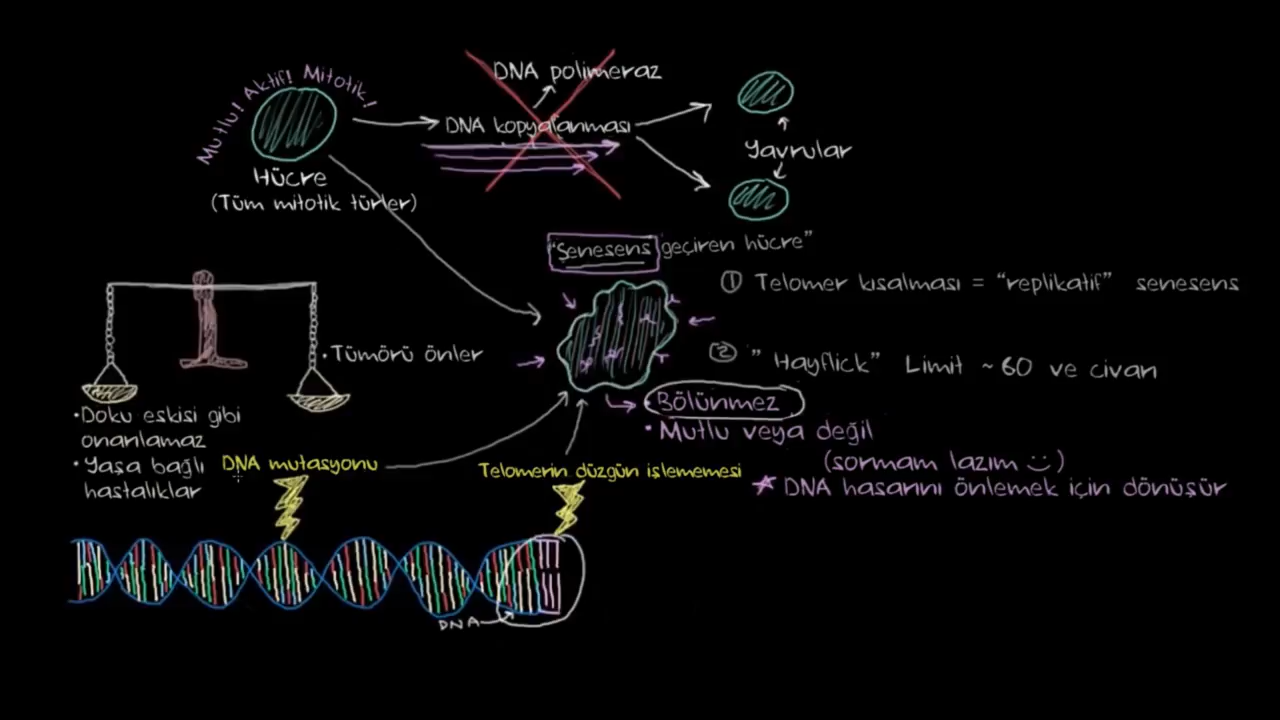 Mutlu! Aktif! Mitotik!
Hücre
(Tüm mitotik türler)
DNA polimeraz
DNA kopyalanması
Yavrular
"Senesens geçiren hücre"
① Telomer kısalması = "replikatif" senesens
② "Hayflick" Limit ~ 60 ve civarı
• Bölünmez
• Mutlu veya değil
(sormam lazım :))
* DNA hasarını önlemek için dönüşür
• Tümörü önler
• Doku eskisi gibi
onarılamaz
• Yaşa bağlı
hastalıklar
DNA mutasyonu
Telomerin düzgün işlememesi
DNA